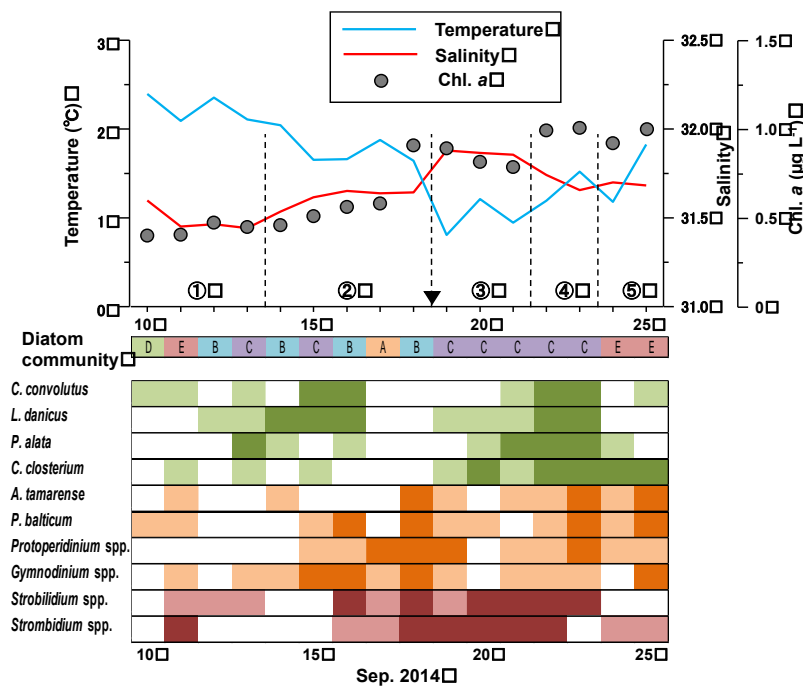 Temperature□
Salinity□
Chl. a□
3□
2□
1□
0□
Temperature (℃)□
32.5□
32.0□
31.5□
31.0□
Salinity□
1.5□
1.0□
0.5□
0□
Chl. a (μg L⁻¹)□
①□ ②□ ③□ ④□ ⑤□
10□ 15□ 20□ 25□
Diatom
community□
D E B C B C B A B C C C C C E E
C. convolutus
L. danicus
P. alata
C. closterium
A. tamarense
P. balticum
Protoperidinium spp.
Gymnodinium spp.
Strobilidium spp.
Strombidium spp.
10□ 15□ 20□ 25□
Sep. 2014□